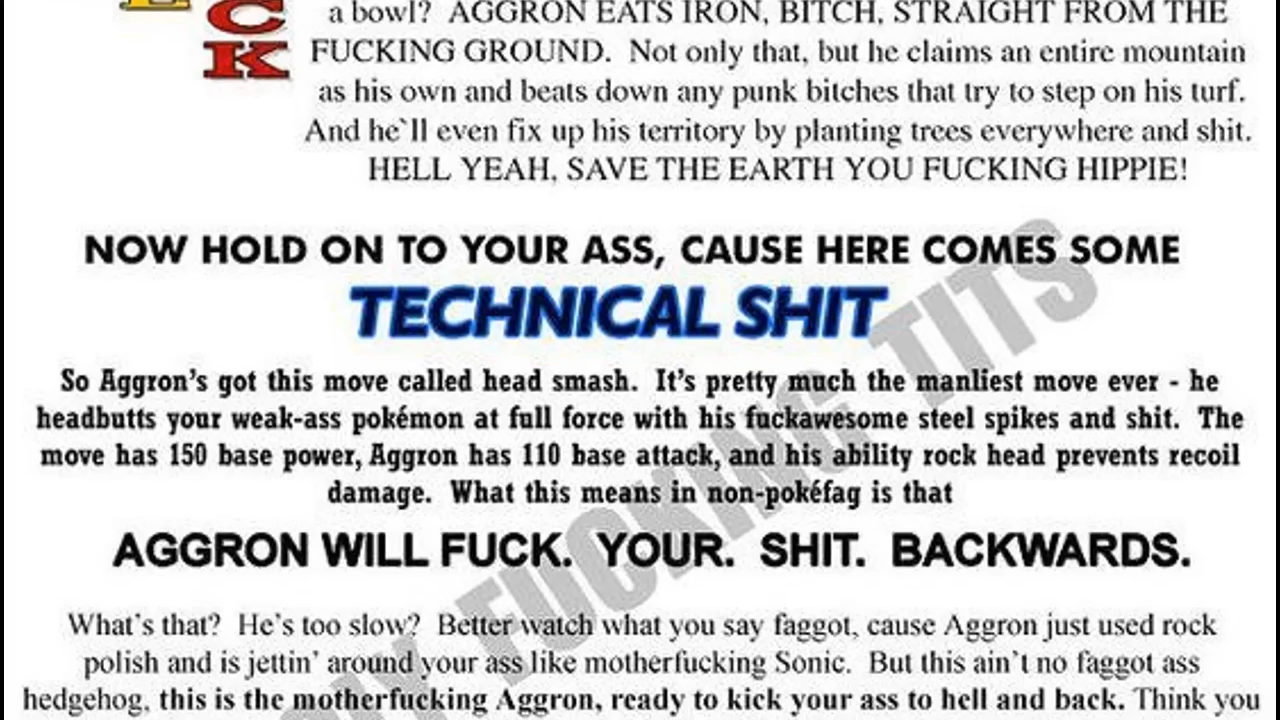 E
C
K
a bowl?  AGGRON EATS IRON, BITCH, STRAIGHT FROM THE
FUCKING GROUND.  Not only that, but he claims an entire mountain
as his own and beats down any punk bitches that try to step on his turf.
And he`ll even fix up his territory by planting trees everywhere and shit.
HELL YEAH, SAVE THE EARTH YOU FUCKING HIPPIE!
NOW HOLD ON TO YOUR ASS, CAUSE HERE COMES SOME
TECHNICAL SHIT
So Aggron's got this move called head smash.  It's pretty much the manliest move ever - he
headbutts your weak-ass pokémon at full force with his fuckawesome steel spikes and shit.  The
move has 150 base power, Aggron has 110 base attack, and his ability rock head prevents recoil
damage.  What this means in non-pokéfag is that
AGGRON WILL FUCK.  YOUR.  SHIT.  BACKWARDS.
What's that?  He's too slow?  Better watch what you say faggot, cause Aggron just used rock
polish and is jettin' around your ass like motherfucking Sonic.  But this ain't no faggot ass
hedgehog, this is the motherfucking Aggron, ready to kick your ass to hell and back. Think you
FUCKING TITS